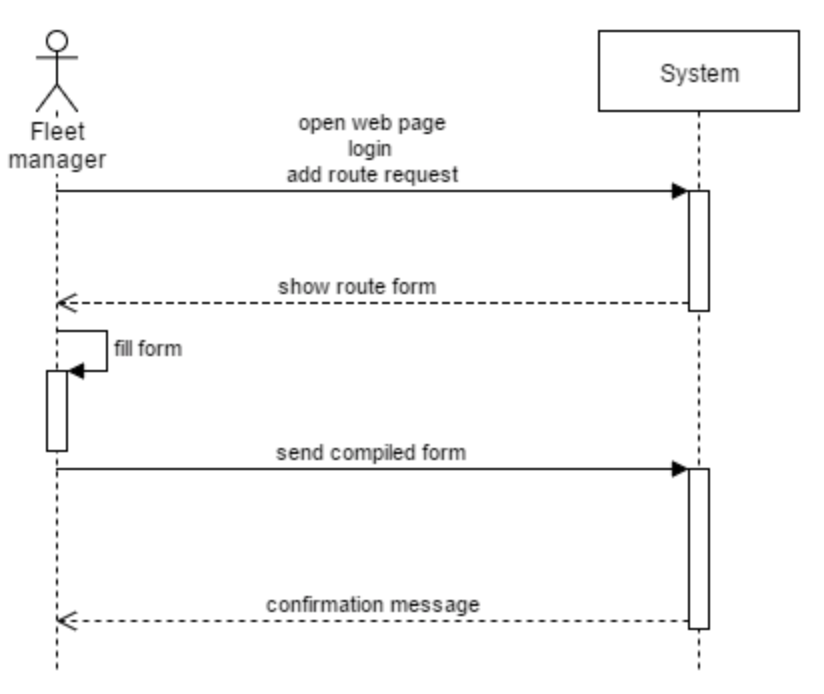 System
Fleet
manager
open web page
login
add route request
show route form
fill form
send compiled form
confirmation message